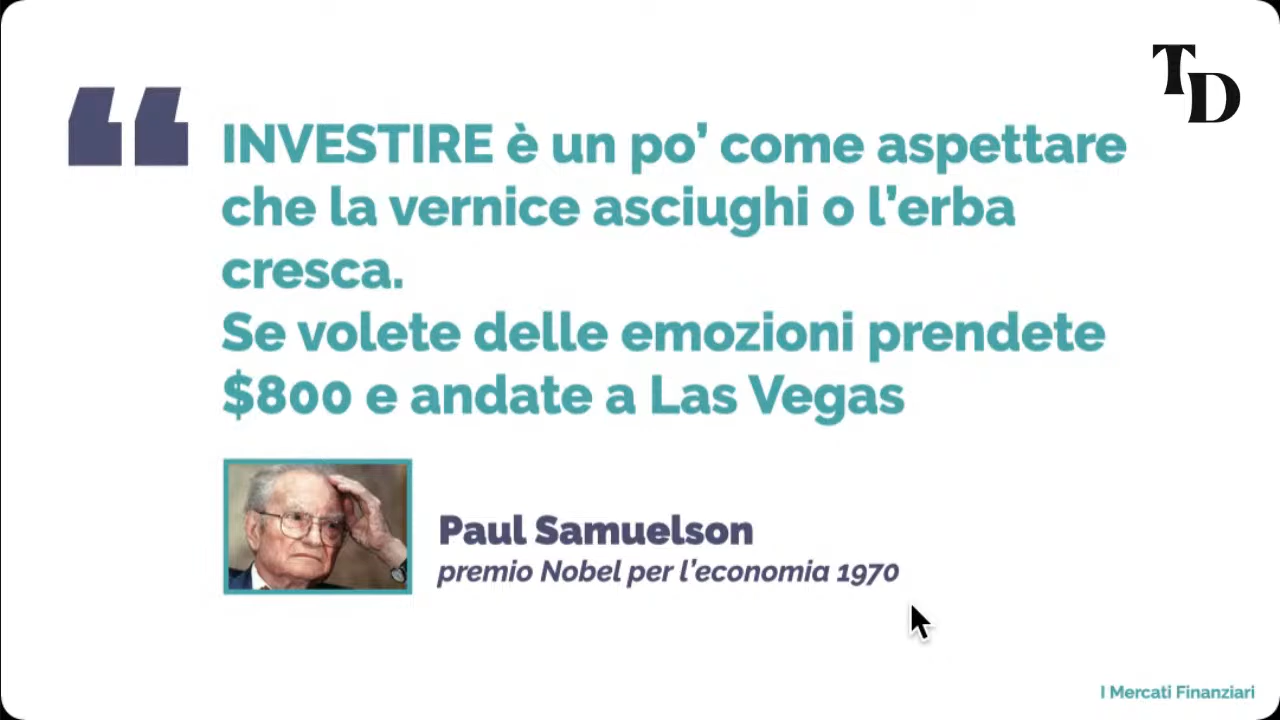 TD
INVESTIRE è un po’ come aspettare
che la vernice asciughi o l’erba
cresca.
Se volete delle emozioni prendete
$800 e andate a Las Vegas
Paul Samuelson
premio Nobel per l’economia 1970
I Mercati Finanziari